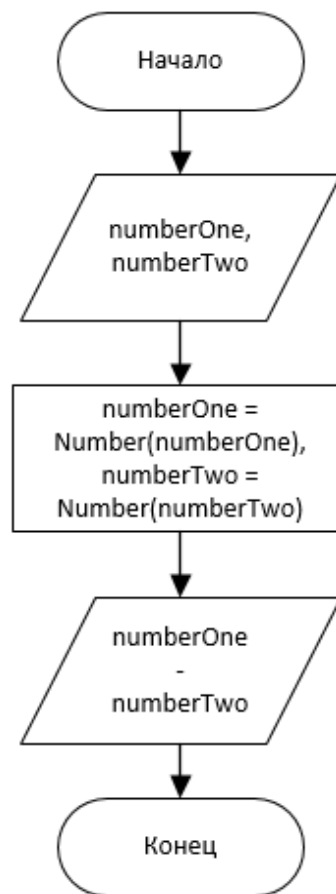 Начало
numberOne,
numberTwo
numberOne =
Number(numberOne),
numberTwo =
Number(numberTwo)
numberOne
-
numberTwo
Конец